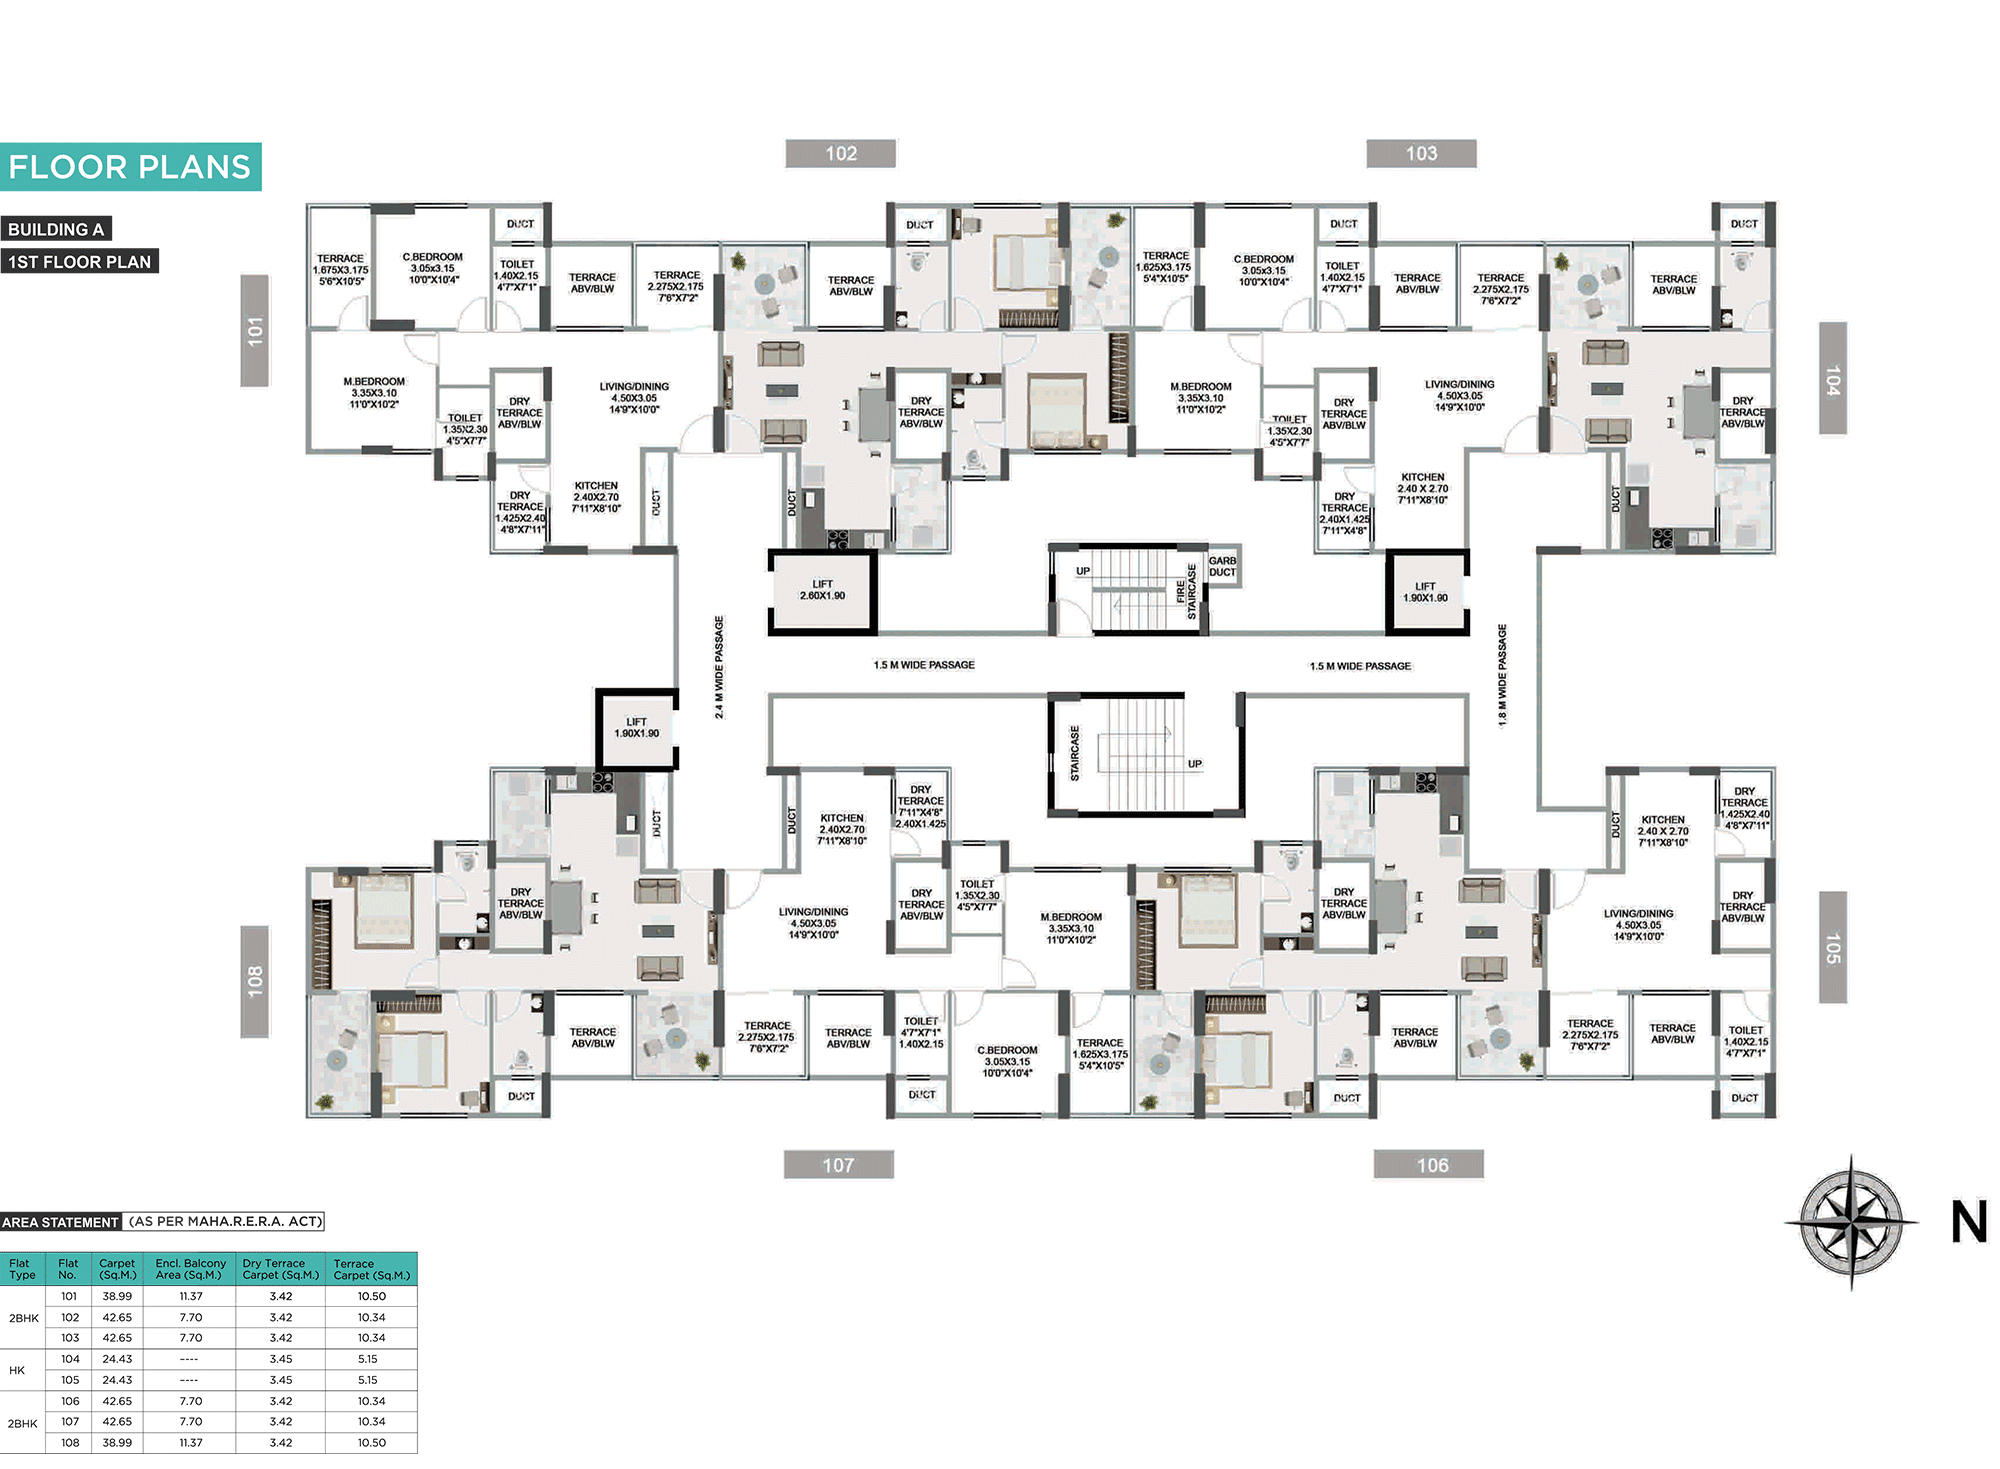 102
103
FLOOR PLANS
BUILDING A
1ST FLOOR PLAN
101
104
TERRACE
1.675X3.175
5'6"X10'5"
C.BEDROOM
3.05x3.15
10'0"X10'4"
DUCT
TOILET
1.40X2.15
4'7"X7'1"
TERRACE
ABV/BLW
TERRACE
2.275X2.175
7'6"X7'2"
TERRACE
ABV/BLW
DUCT
TERRACE
1.625X3.175
5'4"X10'5"
C.BEDROOM
3.05x3.15
10'0"X10'4"
DUCT
TOILET
1.40X2.15
4'7"X7'1"
TERRACE
ABV/BLW
TERRACE
2.275X2.175
7'6"X7'2"
TERRACE
ABV/BLW
DUCT
M.BEDROOM
3.35X3.10
11'0"X10'2"
TOILET
1.35X2.30
4'5"X7'7"
DRY
TERRACE
ABV/BLW
LIVING/DINING
4.50X3.05
14'9"X10'0"
DRY
TERRACE
ABV/BLW
M.BEDROOM
3.35X3.10
11'0"X10'2"
TOILET
1.35X2.30
4'5"X7'7"
DRY
TERRACE
ABV/BLW
LIVING/DINING
4.50X3.05
14'9"X10'0"
DRY
TERRACE
ABV/BLW
DRY
TERRACE
1.425X2.40
4'8"X7'11"
KITCHEN
2.40X2.70
7'11"X8'10"
DUCT
DUCT
DRY
TERRACE
2.40X1.425
7'11"X4'8"
KITCHEN
2.40 X 2.70
7'11"X8'10"
DUCT
LIFT
2.60X1.90
UP
FIRE
STAIRCASE
GARB
DUCT
LIFT
1.90X1.90
2.4 M WIDE PASSAGE
1.5 M WIDE PASSAGE
1.5 M WIDE PASSAGE
1.8 M WIDE PASSAGE
LIFT
1.90X1.90
STAIRCASE
UP
DUCT
DUCT
KITCHEN
2.40X2.70
7'11"X8'10"
DRY
TERRACE
7'11"X4'8"
2.40X1.425
DUCT
KITCHEN
2.40 X 2.70
7'11"X8'10"
DRY
TERRACE
1.425X2.40
4'8"X7'11"
DRY
TERRACE
ABV/BLW
LIVING/DINING
4.50X3.05
14'9"X10'0"
DRY
TERRACE
ABV/BLW
TOILET
1.35X2.30
4'5"X7'7"
M.BEDROOM
3.35X3.10
11'0"X10'2"
DRY
TERRACE
ABV/BLW
LIVING/DINING
4.50X3.05
14'9"X10'0"
DRY
TERRACE
ABV/BLW
108
105
TERRACE
ABV/BLW
TERRACE
2.275X2.175
7'6"X7'2"
TERRACE
ABV/BLW
TOILET
4'7"X7'1"
1.40X2.15
C.BEDROOM
3.05X3.15
10'0"X10'4"
TERRACE
1.625X3.175
5'4"X10'5"
TERRACE
ABV/BLW
TERRACE
2.275X2.175
7'6"X7'2"
TERRACE
ABV/BLW
TOILET
1.40X2.15
4'7"X7'1"
DUCT
DUCT
DUCT
DUCT
107
106
N
AREA STATEMENT (AS PER MAHA.R.E.R.A. ACT)
Flat Type Flat No. Carpet (Sq.M.) Encl. Balcony Area (Sq.M.) Dry Terrace Carpet (Sq.M.) Terrace Carpet (Sq.M.)
2BHK
101 38.99 11.37 3.42 10.50
102 42.65 7.70 3.42 10.34
103 42.65 7.70 3.42 10.34
HK
104 24.43 ---- 3.45 5.15
105 24.43 ---- 3.45 5.15
2BHK
106 42.65 7.70 3.42 10.34
107 42.65 7.70 3.42 10.34
108 38.99 11.37 3.42 10.50